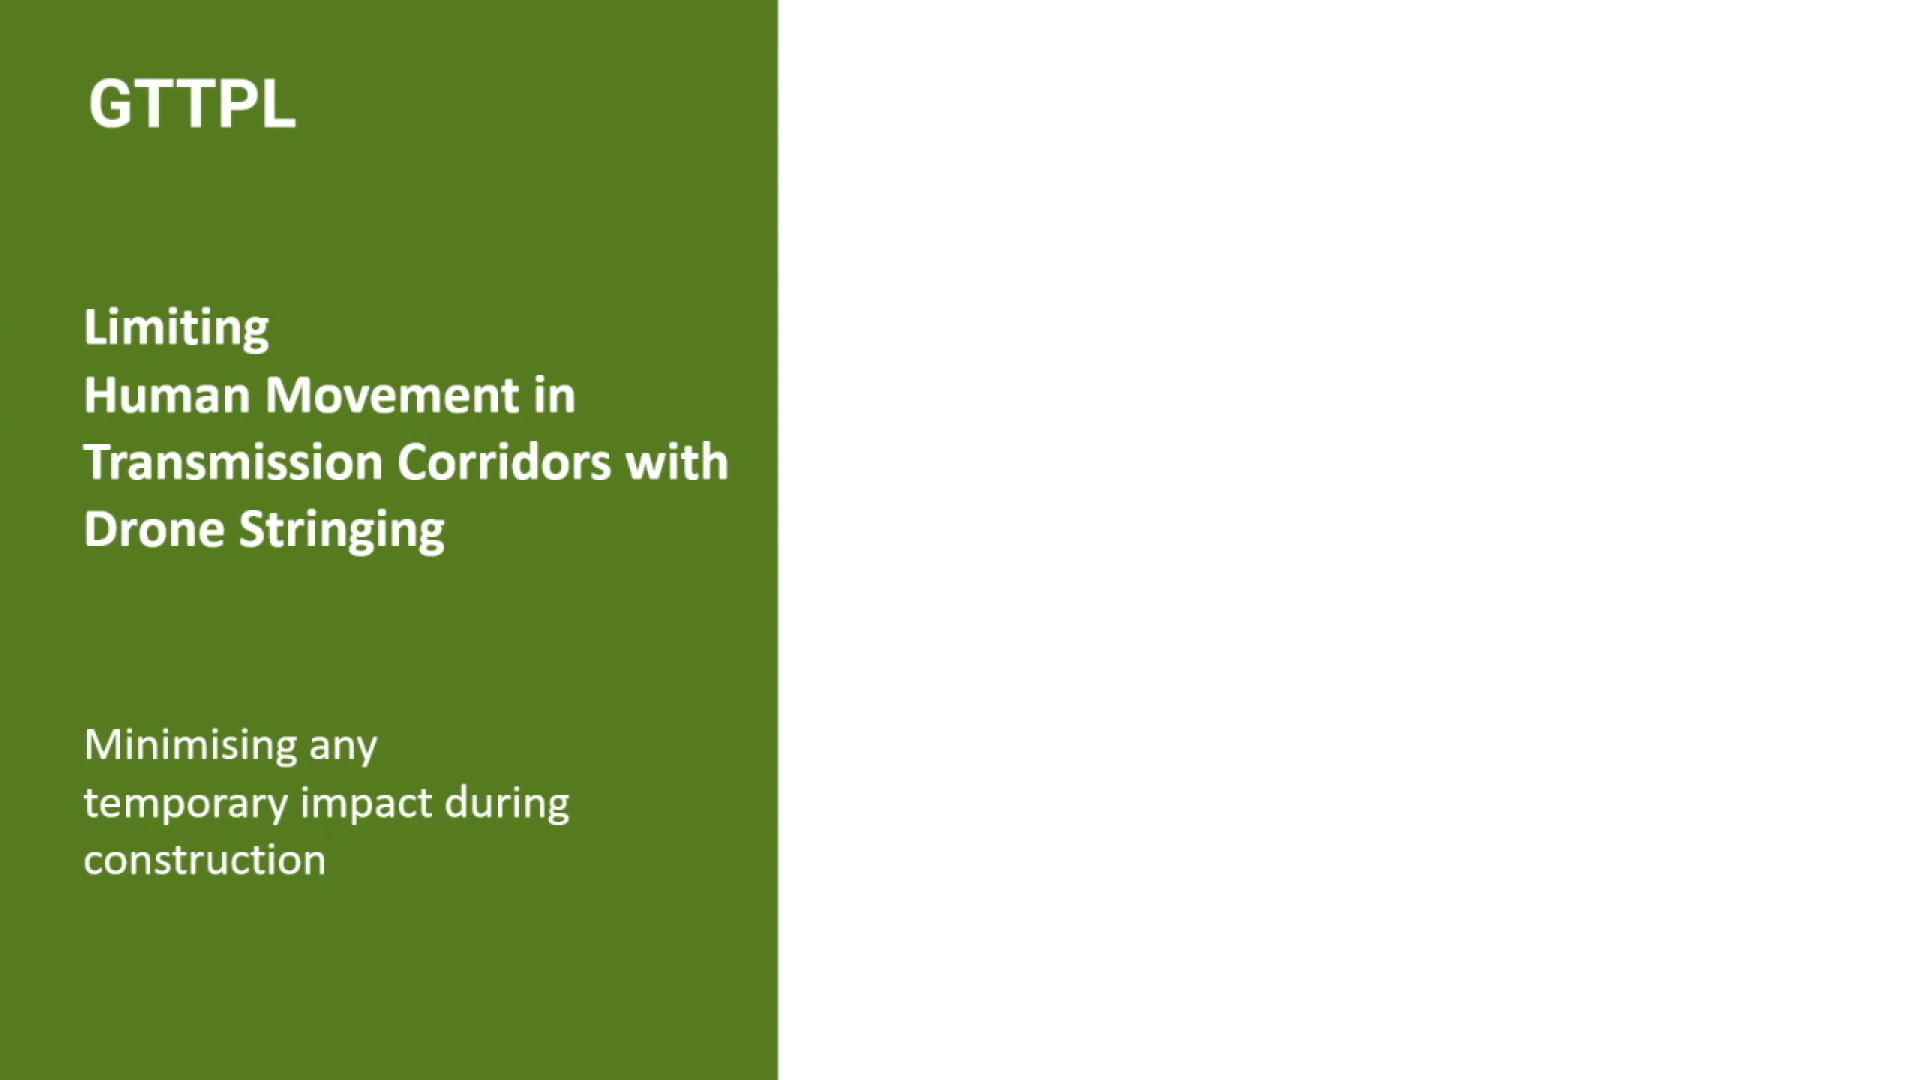 GTTPL
Limiting
Human Movement in
Transmission Corridors with
Drone Stringing
Minimising any
temporary impact during
construction